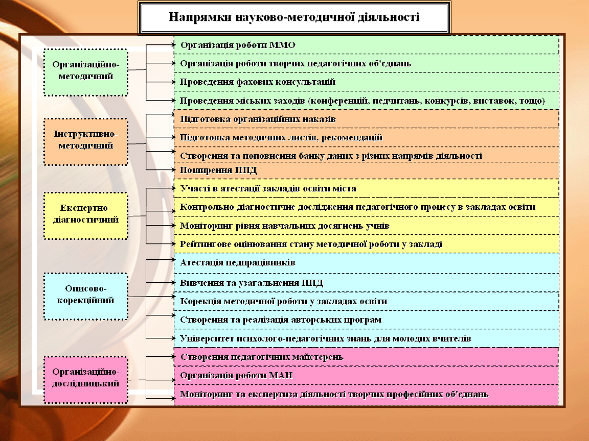 Напрямки науково-методичної діяльності
Організаційно-
методичний
Організація роботи ММО
Організація роботи творчих педагогічних об'єднань
Проведення фахових консультацій
Проведення міських заходів (конференцій, педчитань, конкурсів, виставок, тощо)
Інструктивно-
методичний
Підготовка організаційних наказів
Підготовка методичних листів, рекомендацій
Створення та поповнення банку даних з різних напрямів діяльності
Поширення ППД
Експертно-
діагностичний
Участі в атестації закладів освіти міста
Контрольно діагностичне дослідження педагогічного процесу в закладах освіти
Моніторинг рівня навчальних досягнень учнів
Рейтингове оцінювання стану методичної роботи у закладі
Описово-
корекційний
Атестація педпрацівників
Вивчення та узагальнення ППД
Корекція методичної роботи у закладах освіти
Створення та реалізація авторських програм
Університет психолого-педагогічних знань для молодих вчителів
Організаційно-
дослідницький
Створення педагогічних майстерень
Організація роботи МАН
Моніторинг та експертиза діяльності творчих професійних об'єднань